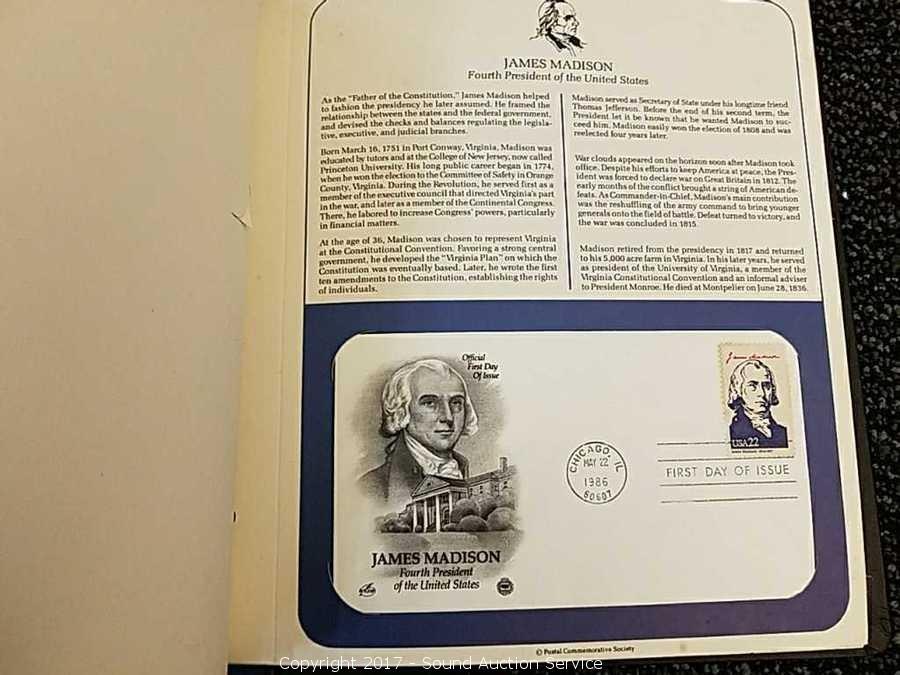 JAMES MADISON
Fourth President of the United States
As the "Father of the Constitution," James Madison helped
to fashion the presidency he later assumed. He framed the
relationship between the states and the federal government,
and devised the checks and balances regulating the legisla-
tive, executive, and judicial branches.
Born March 16, 1751 in Port Conway, Virginia, Madison was
educated by tutors and at the College of New Jersey, now called
Princeton University. His long public career began in 1774,
when he won the election to the Committee of Safety in Orange
County, Virginia. During the Revolution, he served first as a
member of the executive council that directed Virginia's part
in the war, and later as a member of the Continental Congress.
There, he labored to increase Congress' powers, particularly
in financial matters.
At the age of 36, Madison was chosen to represent Virginia
at the Constitutional Convention. Favoring a strong central
government, he developed the "Virginia Plan" on which the
Constitution was eventually based. Later, he wrote the first
ten amendments to the Constitution, establishing the rights
of individuals.
Madison served as Secretary of State under his longtime friend
Thomas Jefferson. Before the end of his second term, the
President let it be known that he wanted Madison to suc-
ceed him. Madison easily won the election of 1808 and was
reelected four years later.
War clouds appeared on the horizon soon after Madison took
office. Despite his efforts to keep America at peace, the Pres-
ident was forced to declare war on Great Britain in 1812. The
early months of the conflict brought a string of American de-
feats. As Commander-in-Chief, Madison's main contribution
was the reshuffling of the army command to bring younger
generals onto the field of battle. Defeat turned to victory, and
the war was concluded in 1815.
Madison retired from the presidency in 1817 and returned
to his 5,000 acre farm in Virginia. In his later years, he served
as president of the University of Virginia, a member of the
Virginia Constitutional Convention and an informal adviser
to President Monroe. He died at Montpelier on June 28, 1836.
Official
First Day
Of Issue
James Madison
USA 22
CHICAGO, IL
MAY 22
1986
60607
FIRST DAY OF ISSUE
JAMES MADISON
Fourth President
of the United States
© Postal Commemorative Society
Copyright 2017 - Sound Auction Service